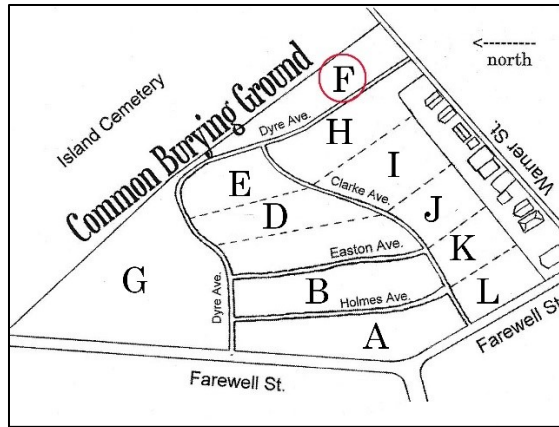 Island Cemetery
Common Burying Ground
F
north
Dyre Ave.
H
Warner St.
E
I
Clarke Ave.
D
J
Easton Ave.
K
G
B
Dyre Ave.
Holmes Ave.
L
A
Farewell St.
Farewell St.